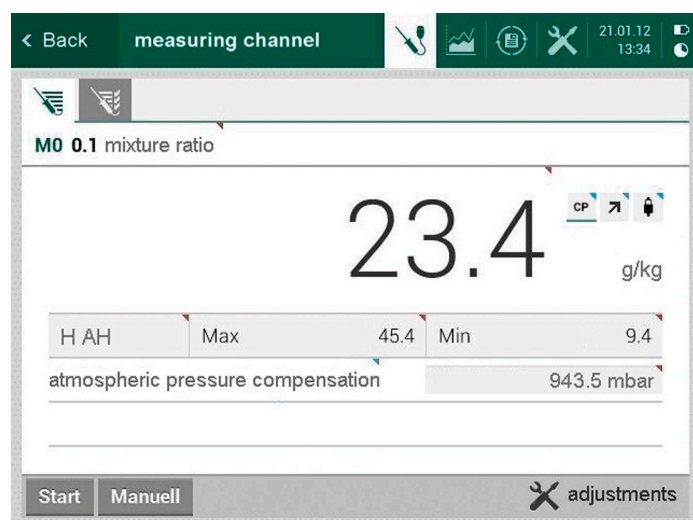 < Back measuring channel 21.01.12
13:34
M0 0.1 mixture ratio
23.4 CP
g/kg
H AH Max 45.4 Min 9.4
atmospheric pressure compensation 943.5 mbar
Start Manuell adjustments